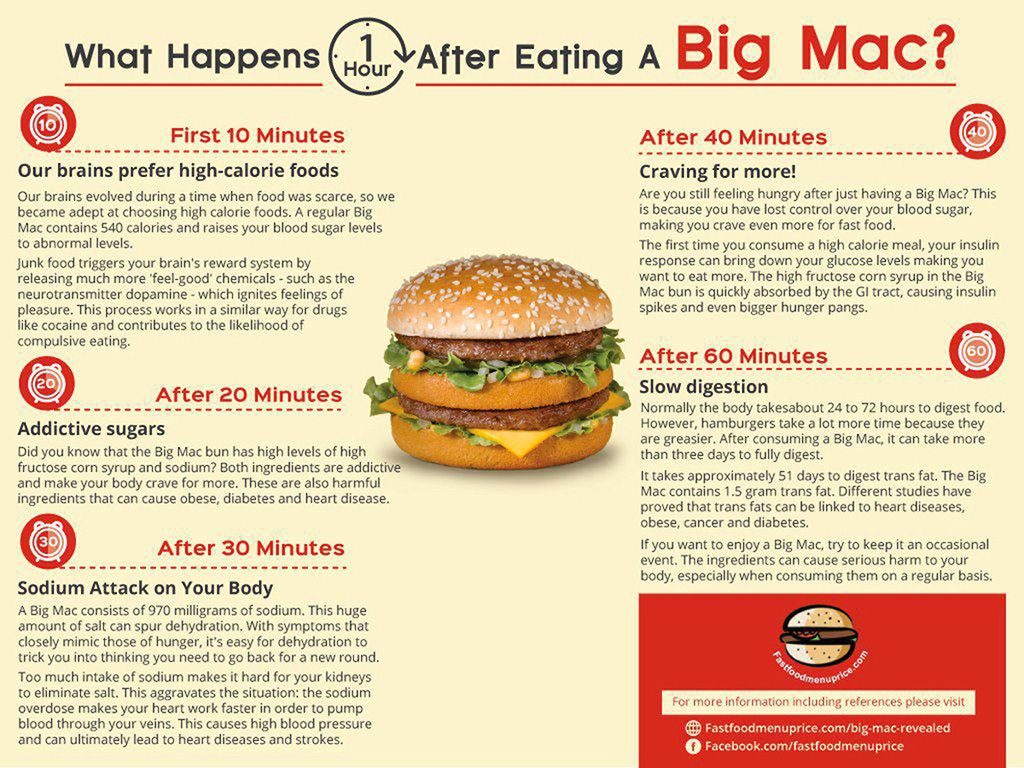 What Happens 1 Hour After Eating A Big Mac?
10
First 10 Minutes
Our brains prefer high-calorie foods
Our brains evolved during a time when food was scarce, so we
became adept at choosing high calorie foods. A regular Big
Mac contains 540 calories and raises your blood sugar levels
to abnormal levels.
Junk food triggers your brain's reward system by
releasing much more 'feel-good' chemicals - such as the
neurotransmitter dopamine - which ignites feelings of
pleasure. This process works in a similar way for drugs
like cocaine and contributes to the likelihood of
compulsive eating.
20
After 20 Minutes
Addictive sugars
Did you know that the Big Mac bun has high levels of high
fructose corn syrup and sodium? Both ingredients are addictive
and make your body crave for more. These are also harmful
ingredients that can cause obese, diabetes and heart disease.
30
After 30 Minutes
Sodium Attack on Your Body
A Big Mac consists of 970 milligrams of sodium. This huge
amount of salt can spur dehydration. With symptoms that
closely mimic those of hunger, it's easy for dehydration to
trick you into thinking you need to go back for a new round.
Too much intake of sodium makes it hard for your kidneys
to eliminate salt. This aggravates the situation: the sodium
overdose makes your heart work faster in order to pump
blood through your veins. This causes high blood pressure
and can ultimately lead to heart diseases and strokes.
After 40 Minutes
40
Craving for more!
Are you still feeling hungry after just having a Big Mac? This
is because you have lost control over your blood sugar,
making you crave even more for fast food.
The first time you consume a high calorie meal, your insulin
response can bring down your glucose levels making you
want to eat more. The high fructose corn syrup in the Big
Mac bun is quickly absorbed by the GI tract, causing insulin
spikes and even bigger hunger pangs.
After 60 Minutes
60
Slow digestion
Normally the body takesabout 24 to 72 hours to digest food.
However, hamburgers take a lot more time because they
are greasier. After consuming a Big Mac, it can take more
than three days to fully digest.
It takes approximately 51 days to digest trans fat. The Big
Mac contains 1.5 gram trans fat. Different studies have
proved that trans fats can be linked to heart diseases,
obese, cancer and diabetes.
If you want to enjoy a Big Mac, try to keep it an occasional
event. The ingredients can cause serious harm to your
body, especially when consuming them on a regular basis.
Fastfoodmenuprice.com
For more information including references please visit
Fastfoodmenuprice.com/big-mac-revealed
Facebook.com/fastfoodmenuprice